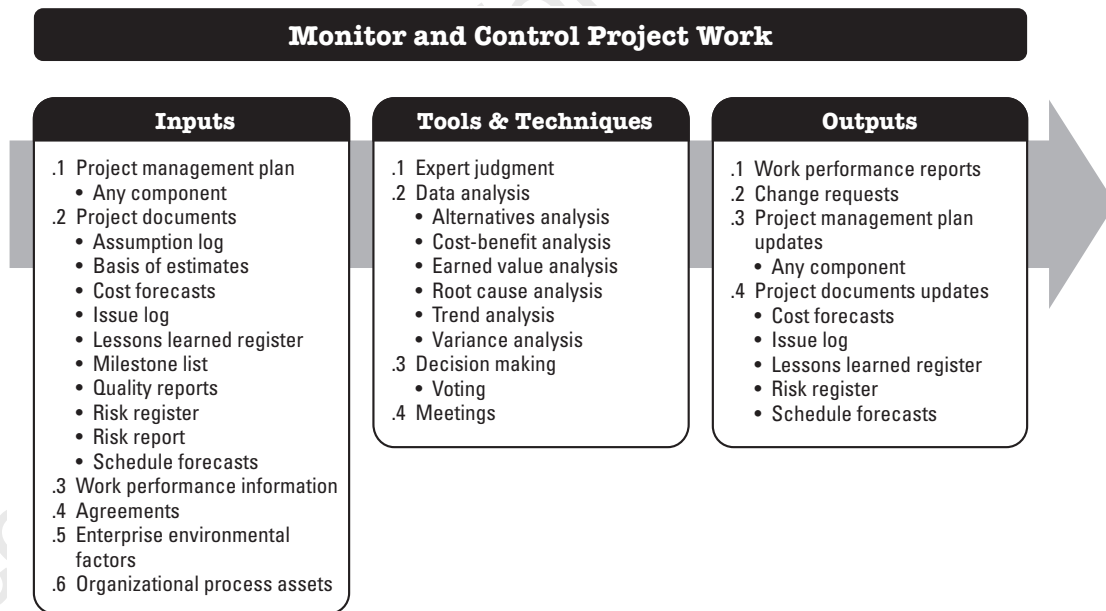 Monitor and Control Project Work
Inputs
.1 Project management plan
• Any component
.2 Project documents
• Assumption log
• Basis of estimates
• Cost forecasts
• Issue log
• Lessons learned register
• Milestone list
• Quality reports
• Risk register
• Risk report
• Schedule forecasts
.3 Work performance information
.4 Agreements
.5 Enterprise environmental
factors
.6 Organizational process assets
Tools & Techniques
.1 Expert judgment
.2 Data analysis
• Alternatives analysis
• Cost-benefit analysis
• Earned value analysis
• Root cause analysis
• Trend analysis
• Variance analysis
.3 Decision making
• Voting
.4 Meetings
Outputs
.1 Work performance reports
.2 Change requests
.3 Project management plan
updates
• Any component
.4 Project documents updates
• Cost forecasts
• Issue log
• Lessons learned register
• Risk register
• Schedule forecasts